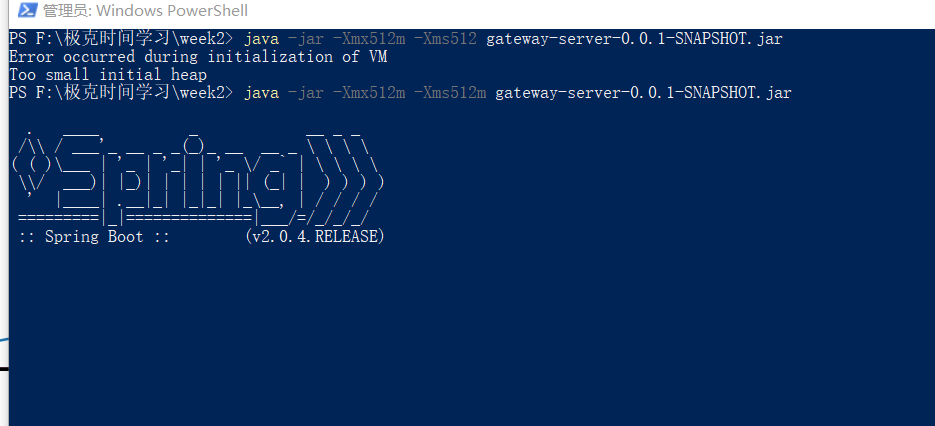 管理员: Windows PowerShell
PS F:\极克时间学习\week2> java -jar -Xmx512m -Xms512 gateway-server-0.0.1-SNAPSHOT.jar
Error occurred during initialization of VM
Too small initial heap
PS F:\极克时间学习\week2> java -jar -Xmx512m -Xms512m gateway-server-0.0.1-SNAPSHOT.jar
  .   ____          _            __ _ _
 /\\ / ___'_ __ _ _(_)_ __  __ _ \ \ \ \
( ( )\___ | '_ | '_| | '_ \/ _` | \ \ \ \
 \\/  ___)| |_)| | | | | || (_| |  ) ) ) )
  '  |____| .__|_| |_|_| |_\__, | / / / /
 =========|_|==============|___/=/_/_/_/
 :: Spring Boot ::        (v2.0.4.RELEASE)